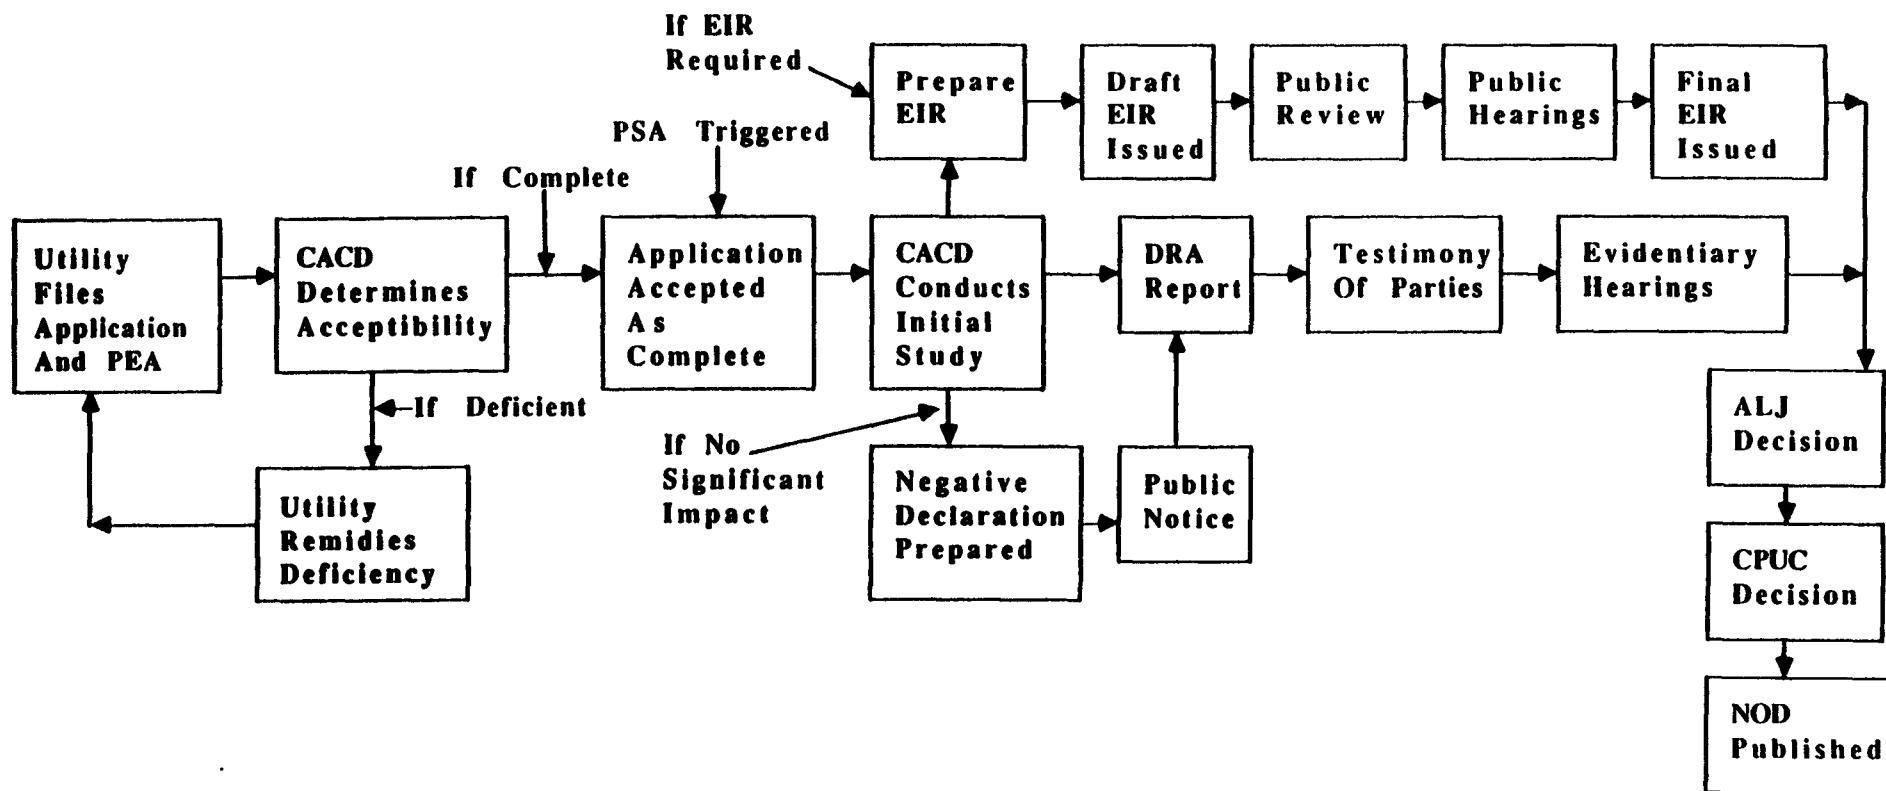 If EIR
Required
Prepare
EIR
Draft
EIR
Issued
Public
Review
Public
Hearings
Final
EIR
Issued
PSA Triggered
If Complete
Utility
Files
Application
And PEA
CACD
Determines
Acceptibility
Application
Accepted
As
Complete
CACD
Conducts
Initial
Study
DRA
Report
Testimony
Of Parties
Evidentiary
Hearings
If Deficient
Utility
Remidies
Deficiency
If No
Significant
Impact
Negative
Declaration
Prepared
Public
Notice
ALJ
Decision
CPUC
Decision
NOD
Published